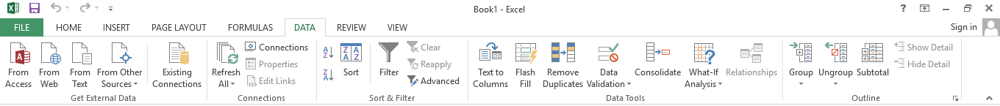 Book1 - Excel
?
FILE HOME INSERT PAGE LAYOUT FORMULAS DATA REVIEW VIEW Sign in
From Access
From Web
From Text
From Other Sources
Existing Connections
Get External Data
Refresh All
Connections
Properties
Edit Links
Connections
A Z
Z A
Z A A Z
Sort
Filter
Clear
Reapply
Advanced
Sort & Filter
Text to Columns
Flash Fill
Remove Duplicates
Data Validation
Consolidate
What-If Analysis
Relationships
Data Tools
Group
Ungroup
Subtotal
Show Detail
Hide Detail
Outline